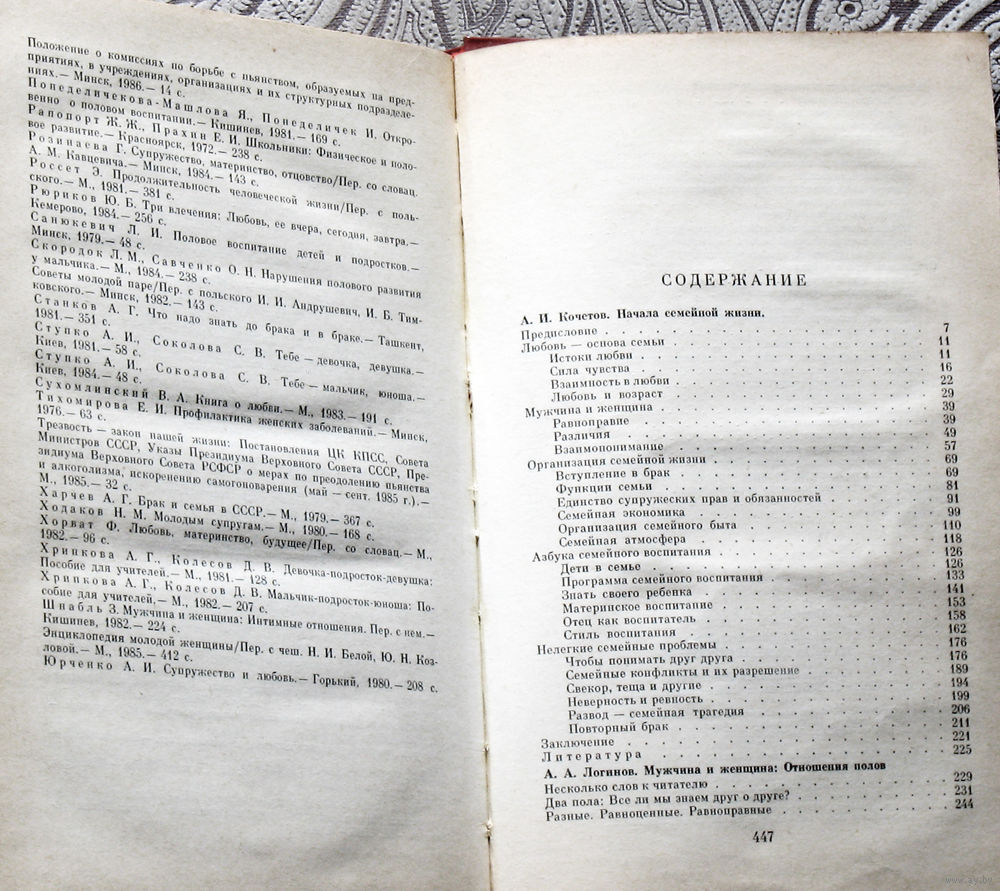 Положение о комиссиях по борьбе с пьянством, образуемых на пред-
приятиях, в учреждениях, организациях и их структурных подразделе-
ниях.— Минск, 1986.— 14 с.
Понеделичекова-Машлова Я., Понеделичек И. Откро-
венно о половом воспитании.— Кишинев, 1981.— 169 с.
Рапопорт Ж. Ж., Прахин Е. И. Школьники: Физическое и поло-
вое развитие.— Красноярск, 1972.— 238 с.
Розинаева Г. Супружество, материнство, отцовство/Пер. со словац.
А. М. Кавцевича.— Минск, 1984.— 143 с.
Россет Э. Продолжительность человеческой жизни/Пер. с поль-
ского.— М., 1981.— 381 с.
Рюриков Ю. Б. Три влечения: Любовь, ее вчера, сегодня, завтра.—
Кемерово, 1984.— 256 с.
Санюкевич Л. И. Половое воспитание детей и подростков.—
Минск, 1979.— 48 с.
Скородок Л. М., Савченко О. Н. Нарушения полового развития
у мальчика.— М., 1984.— 238 с.
Советы молодой паре/Пер. с польского И. И. Андрушевич, И. Б. Тим-
ковского.— Минск, 1982.— 143 с.
Станков А. Г. Что надо знать до брака и в браке.— Ташкент,
1981.— 351 с.
Ступко А. И., Соколова С. В. Тебе — девочка, девушка.—
Киев, 1981.— 58 с.
Ступко А. И., Соколова С. В. Тебе — мальчик, юноша.—
Киев, 1984.— 48 с.
Сухомлинский В. А. Книга о любви.— М., 1983.— 191 с.
Тихомирова Е. И. Профилактика женских заболеваний.— Минск,
1976.— 63 с.
Трезвость — закон нашей жизни: Постановления ЦК КПСС, Совета
Министров СССР, Указы Президиума Верховного Совета СССР, Пре-
зидиума Верховного Совета РСФСР о мерах по преодолению пьянства
и алкоголизма, искоренению самогоноварения (май — сент. 1985 г.).—
М., 1985.— 32 с.
Харчев А. Г. Брак и семья в СССР.— М., 1979.— 367 с.
Ходаков Н. М. Молодым супругам.— М., 1980.— 168 с.
Хорват Ф. Любовь, материнство, будущее/Пер. со словац.— М.,
1982.— 96 с.
Хрипкова А. Г., Колесов Д. В. Девочка-подросток-девушка:
Пособие для учителей.— М., 1981.— 128 с.
Хрипкова А. Г., Колесов Д. В. Мальчик-подросток-юноша: По-
собие для учителей,— М., 1982.— 207 с.
Шнабль З. Мужчина и женщина: Интимные отношения. Пер. с нем.—
Кишинев, 1982.— 224 с.
Энциклопедия молодой женщины/Пер. с чеш. Н. И. Белой, Ю. Н. Коз-
ловой.— М., 1985.— 412 с.
Юрченко А. И. Супружество и любовь.— Горький, 1980.— 208 с.
СОДЕРЖАНИЕ
А. И. Кочетов. Начала семейной жизни.
Предисловие 7
Любовь — основа семьи 11
Истоки любви 11
Сила чувства 16
Взаимность в любви 22
Любовь и возраст 29
Мужчина и женщина 39
Равноправие 39
Различия 49
Взаимопонимание 57
Организация семейной жизни 69
Вступление в брак 69
Функции семьи 81
Единство супружеских прав и обязанностей 91
Семейная экономика 99
Организация семейного быта 110
Семейная атмосфера 118
Азбука семейного воспитания 126
Дети в семье 126
Программа семейного воспитания 133
Знать своего ребенка 141
Материнское воспитание 153
Отец как воспитатель 158
Стиль воспитания 162
Нелегкие семейные проблемы 176
Чтобы понимать друг друга 176
Семейные конфликты и их разрешение 189
Свекор, теща и другие 194
Неверность и ревность 199
Развод — семейная трагедия 206
Повторный брак 211
Заключение 221
Литература 225
А. А. Логинов. Мужчина и женщина: Отношения полов
Несколько слов к читателю 229
Два пола: Все ли мы знаем друг о друге? 231
Разные. Равноценные. Равноправные 244
447
www.ay.by